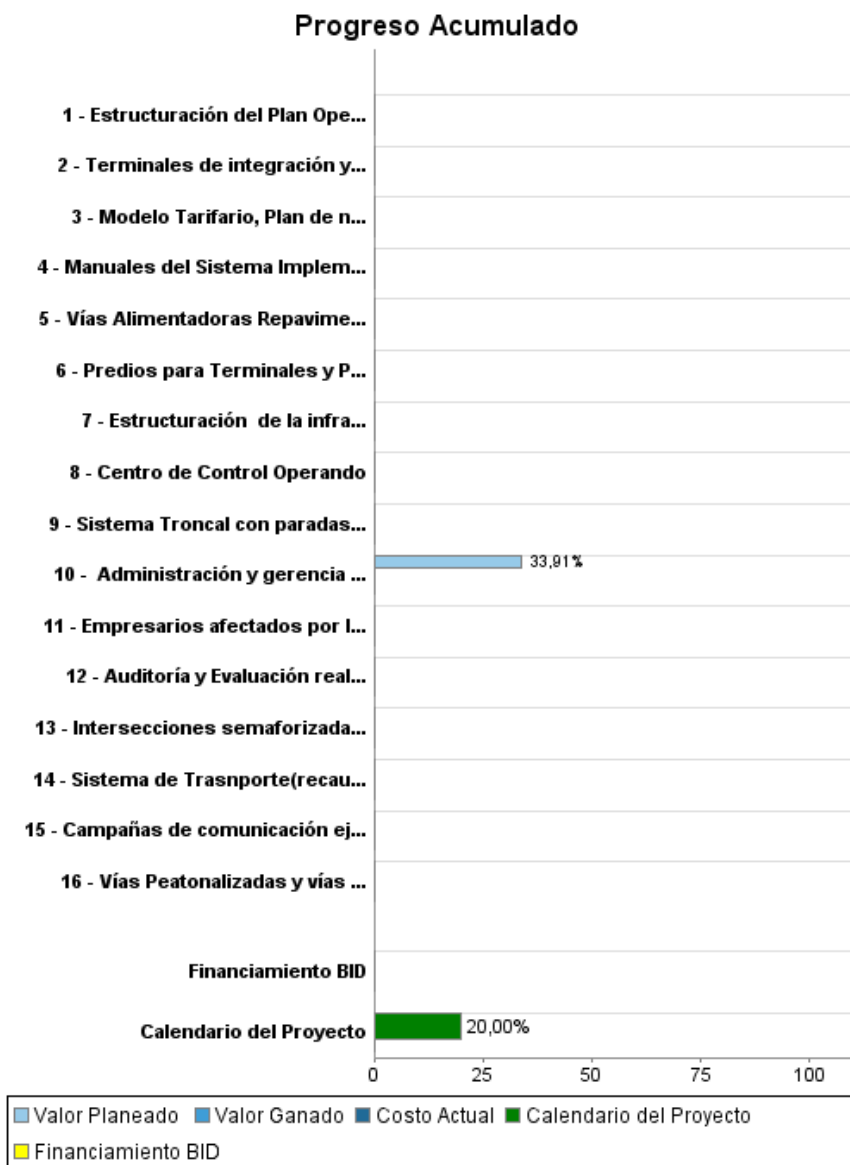 Progreso Acumulado
1 - Estructuración del Plan Ope...
2 - Terminales de integración y...
3 - Modelo Tarifario, Plan de n...
4 - Manuales del Sistema Implem...
5 - Vías Alimentadoras Repavime...
6 - Predios para Terminales y P...
7 - Estructuración  de la infra...
8 - Centro de Control Operando
9 - Sistema Troncal con paradas...
10 -  Administración y gerencia ...
33,91%
11 - Empresarios afectados por l...
12 - Auditoría y Evaluación real...
13 - Intersecciones semaforizada...
14 - Sistema de Trasnporte(recau...
15 - Campañas de comunicación ej...
16 - Vías Peatonalizadas y vías ...
Financiamiento BID
Calendario del Proyecto
20,00%
0 25 50 75 100
Valor Planeado Valor Ganado Costo Actual Calendario del Proyecto
Financiamiento BID